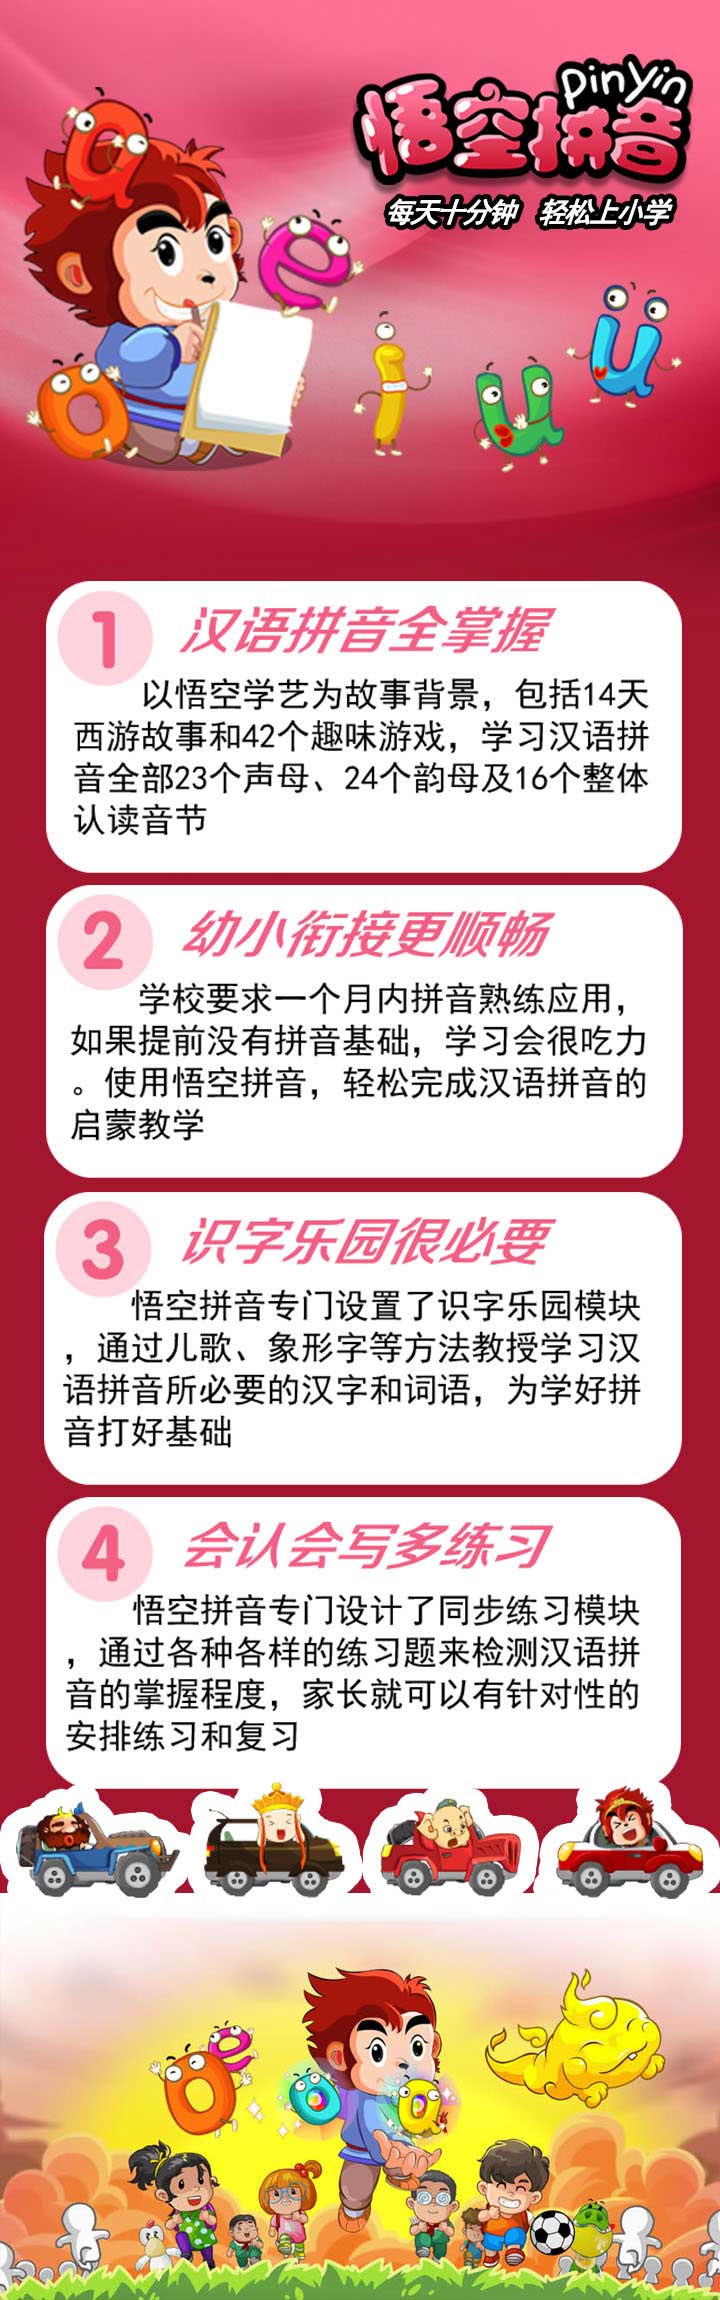 PinYin
悟空拼音
每天十分钟 轻松上小学
a
e
o
i
u
ü
1 汉语拼音全掌握
以悟空学艺为故事背景，包括14天
西游故事和42个趣味游戏，学习汉语拼
音全部23个声母、24个韵母及16个整体
认读音节
2 幼小衔接更顺畅
学校要求一个月内拼音熟练应用，
如果提前没有拼音基础，学习会很吃力
。使用悟空拼音，轻松完成汉语拼音的
启蒙教学
3 识字乐园很必要
悟空拼音专门设置了识字乐园模块
，通过儿歌、象形字等方法教授学习汉
语拼音所必要的汉字和词语，为学好拼
音打好基础
4 会认会写多练习
悟空拼音专门设计了同步练习模块
，通过各种各样的练习题来检测汉语拼
音的掌握程度，家长就可以有针对性的
安排练习和复习
o
e
o
a